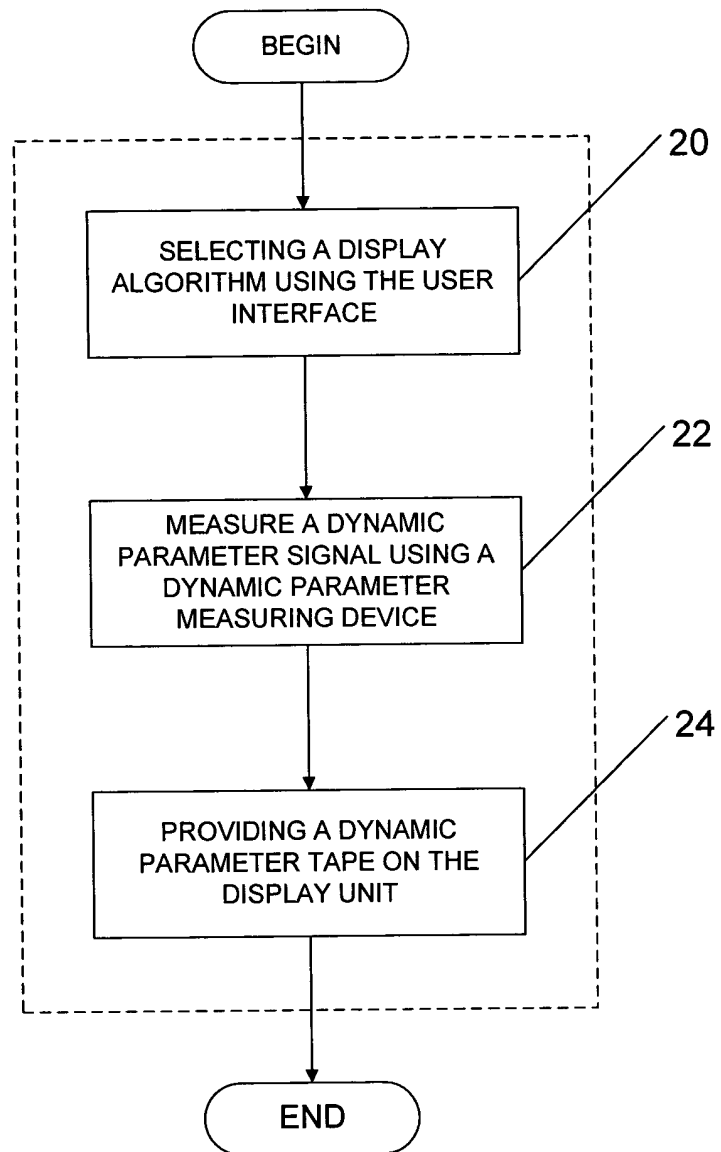 BEGIN
20
SELECTING A DISPLAY
ALGORITHM USING THE USER
INTERFACE
22
MEASURE A DYNAMIC
PARAMETER SIGNAL USING A
DYNAMIC PARAMETER
MEASURING DEVICE
24
PROVIDING A DYNAMIC
PARAMETER TAPE ON THE
DISPLAY UNIT
END